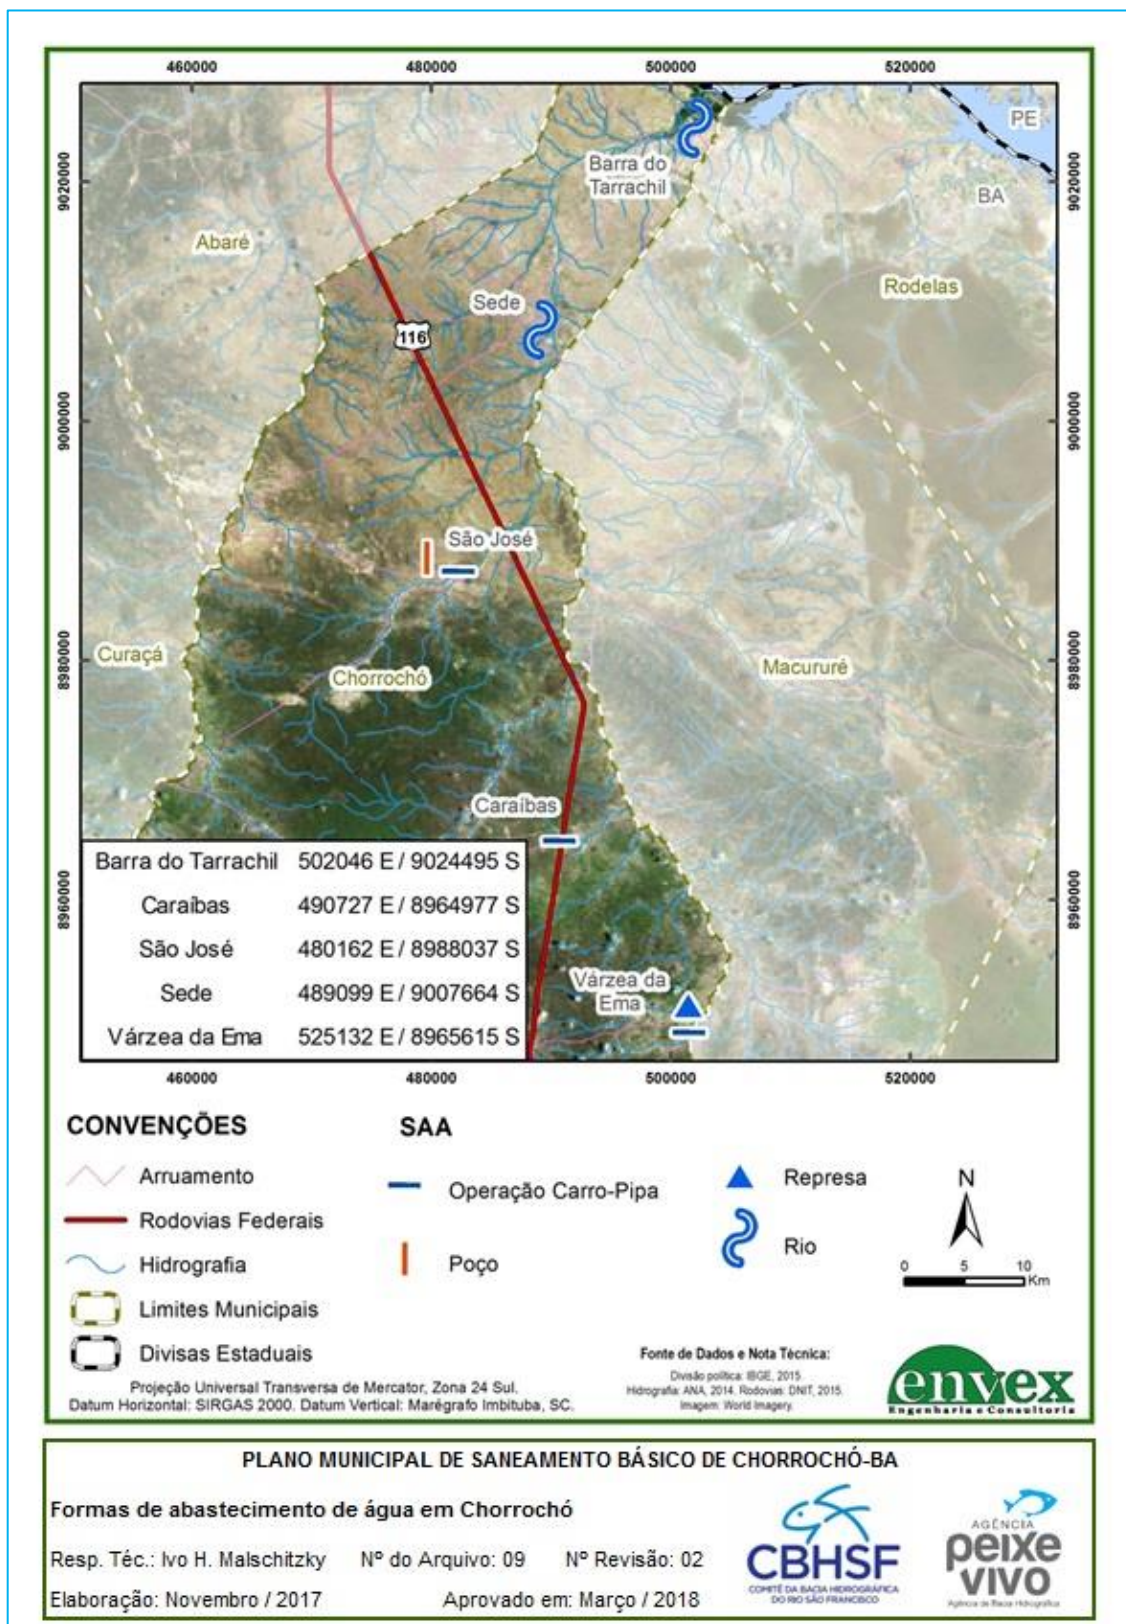 460000 480000 500000 520000
PE
Barra do
Tarrachil
9020000
9020000
BA
Abaré
Rodelas
Sede
116
9000000
9000000
São José
Curaçá
8980000
8980000
Chorrochó
Macururé
Caraíbas
Barra do Tarrachil 502046 E / 9024495 S
Caraíbas 490727 E / 8964977 S
São José 480162 E / 8988037 S
Sede 489099 E / 9007664 S
Várzea da Ema 525132 E / 8965615 S
8960000
8960000
Várzea da
Ema
460000 480000 500000 520000
CONVENÇÕES
Arruamento
Rodovias Federais
Hidrografia
Limites Municipais
Divisas Estaduais
SAA
Operação Carro-Pipa
Poço
Represa
Rio
N
0 5 10
Km
Projeção Universal Transversa de Mercator, Zona 24 Sul.
Datum Horizontal: SIRGAS 2000. Datum Vertical: Marégrafo Imbituba, SC.
Fonte de Dados e Nota Técnica:
Divisão política: IBGE, 2015.
Hidrografia: ANA, 2014. Rodovias: DNIT, 2015.
Imagem: World Imagery.
envex
Engenharia e Consultoria
PLANO MUNICIPAL DE SANEAMENTO BÁSICO DE CHORROCHÓ-BA
Formas de abastecimento de água em Chorrochó
Resp. Téc.: Ivo H. Malschitzky Nº do Arquivo: 09 Nº Revisão: 02
Elaboração: Novembro / 2017 Aprovado em: Março / 2018
CBHSF
COMITÊ DA BACIA HIDROGRÁFICA
DO RIO SÃO FRANCISCO
AGÊNCIA
peixe
vivo
Agência de Bacia Hidrográfica